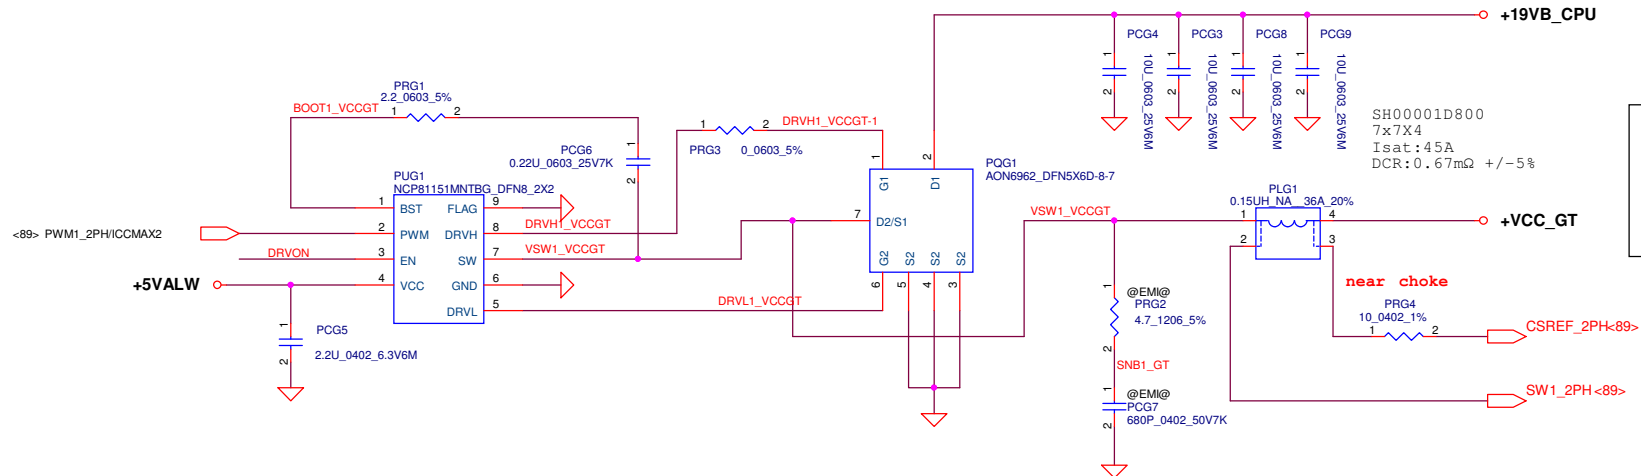 +19VB_CPU
PCG4
PCG3
PCG8
PCG9
1
2
10U_0603_25V6M
1
2
10U_0603_25V6M
1
2
10U_0603_25V6M
1
2
10U_0603_25V6M
SH00001D800
7x7X4
Isat:45A
DCR:0.67mΩ +/-5%
PRG1
2.2_0603_5%
BOOT1_VCCGT
1
2
PCG6
0.22U_0603_25V7K
1
2
1
2
DRVH1_VCCGT-1
PRG3
0_0603_5%
PQG1
AON6962_DFN5X6D-8-7
1
2
G1
D1
7
D2/S1
G2
S2
S2
S2
6
5
4
3
PUG1
NCP81151MNTBG_DFN8_2X2
1
BST
FLAG
9
2
PWM
DRVH
8
3
EN
SW
7
4
VCC
GND
6
DRVL
5
<89> PWM1_2PH/ICCMAX2
DRVON
+5VALW
DRVH1_VCCGT
VSW1_VCCGT
DRVL1_VCCGT
1
2
PCG5
2.2U_0402_6.3V6M
VSW1_VCCGT
PLG1
0.15UH_NA__36A_20%
1
4
2
3
+VCC_GT
near choke
PRG4
10_0402_1%
1
2
CSREF_2PH<89>
SW1_2PH <89>
@EMI@
PRG2
4.7_1206_5%
1
2
SNB1_GT
@EMI@
PCG7
680P_0402_50V7K
1
2